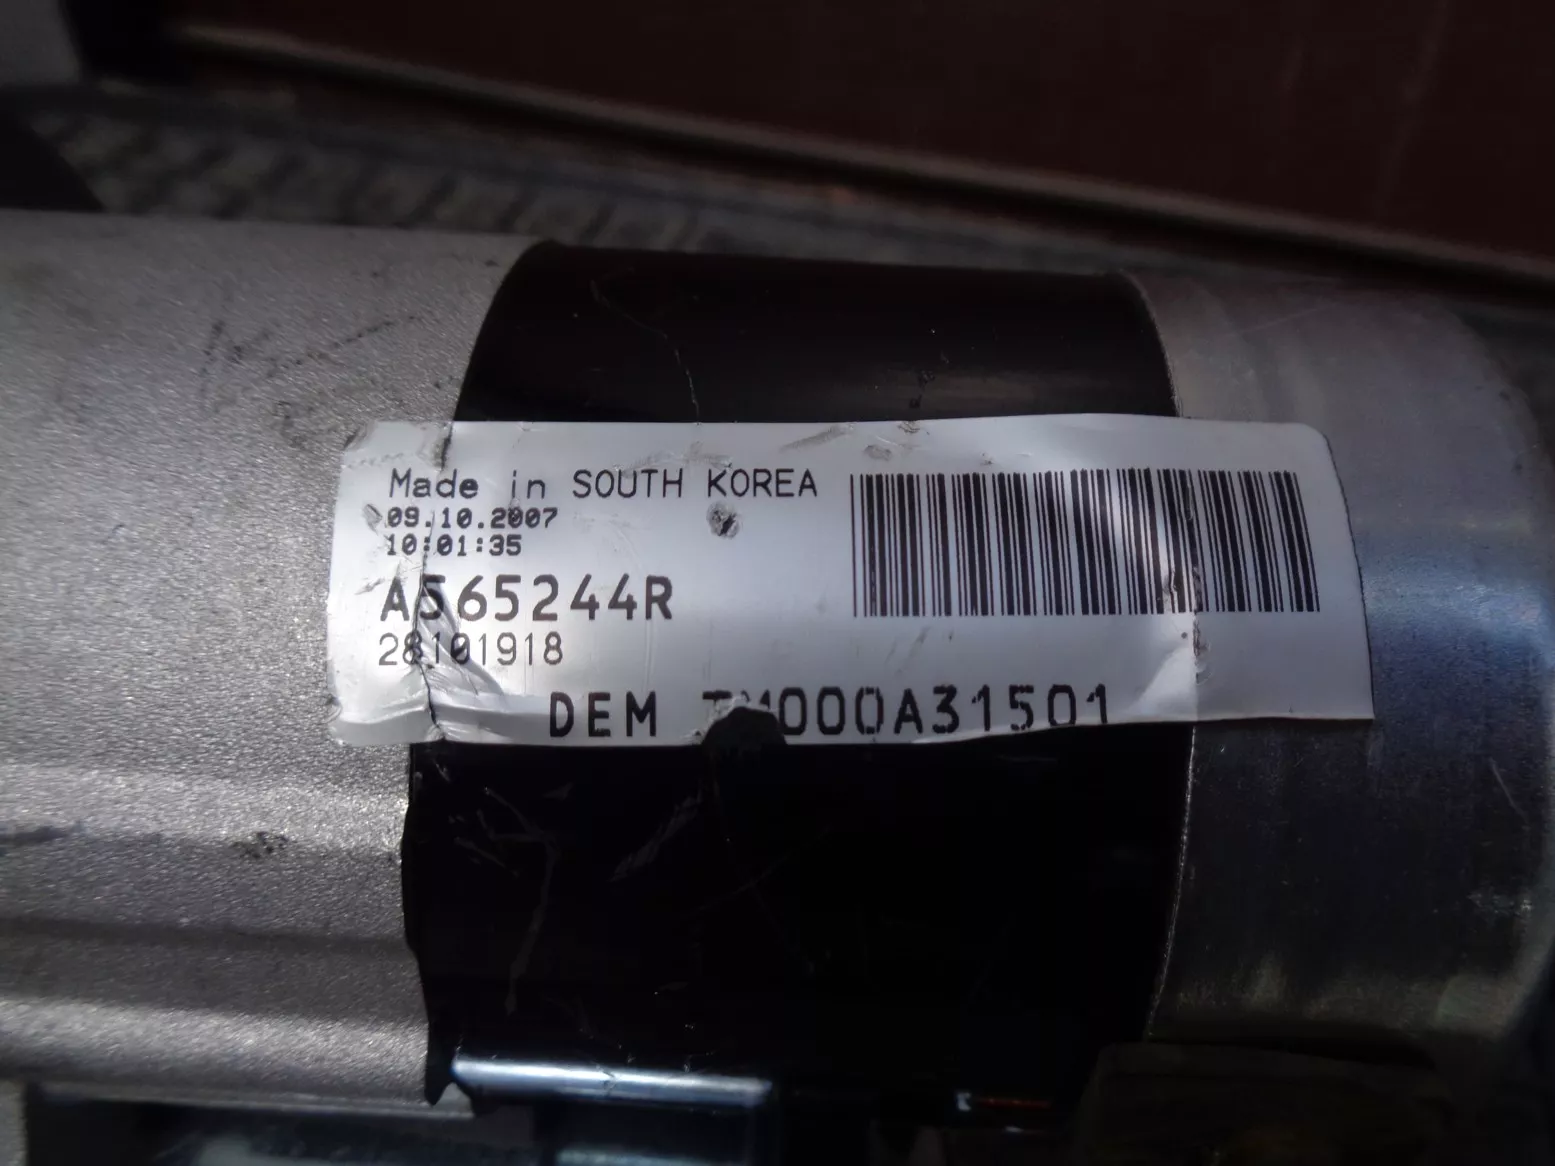 Made in SOUTH KOREA
09.10.2007
10:01:35
A565244R
28101918
DEM